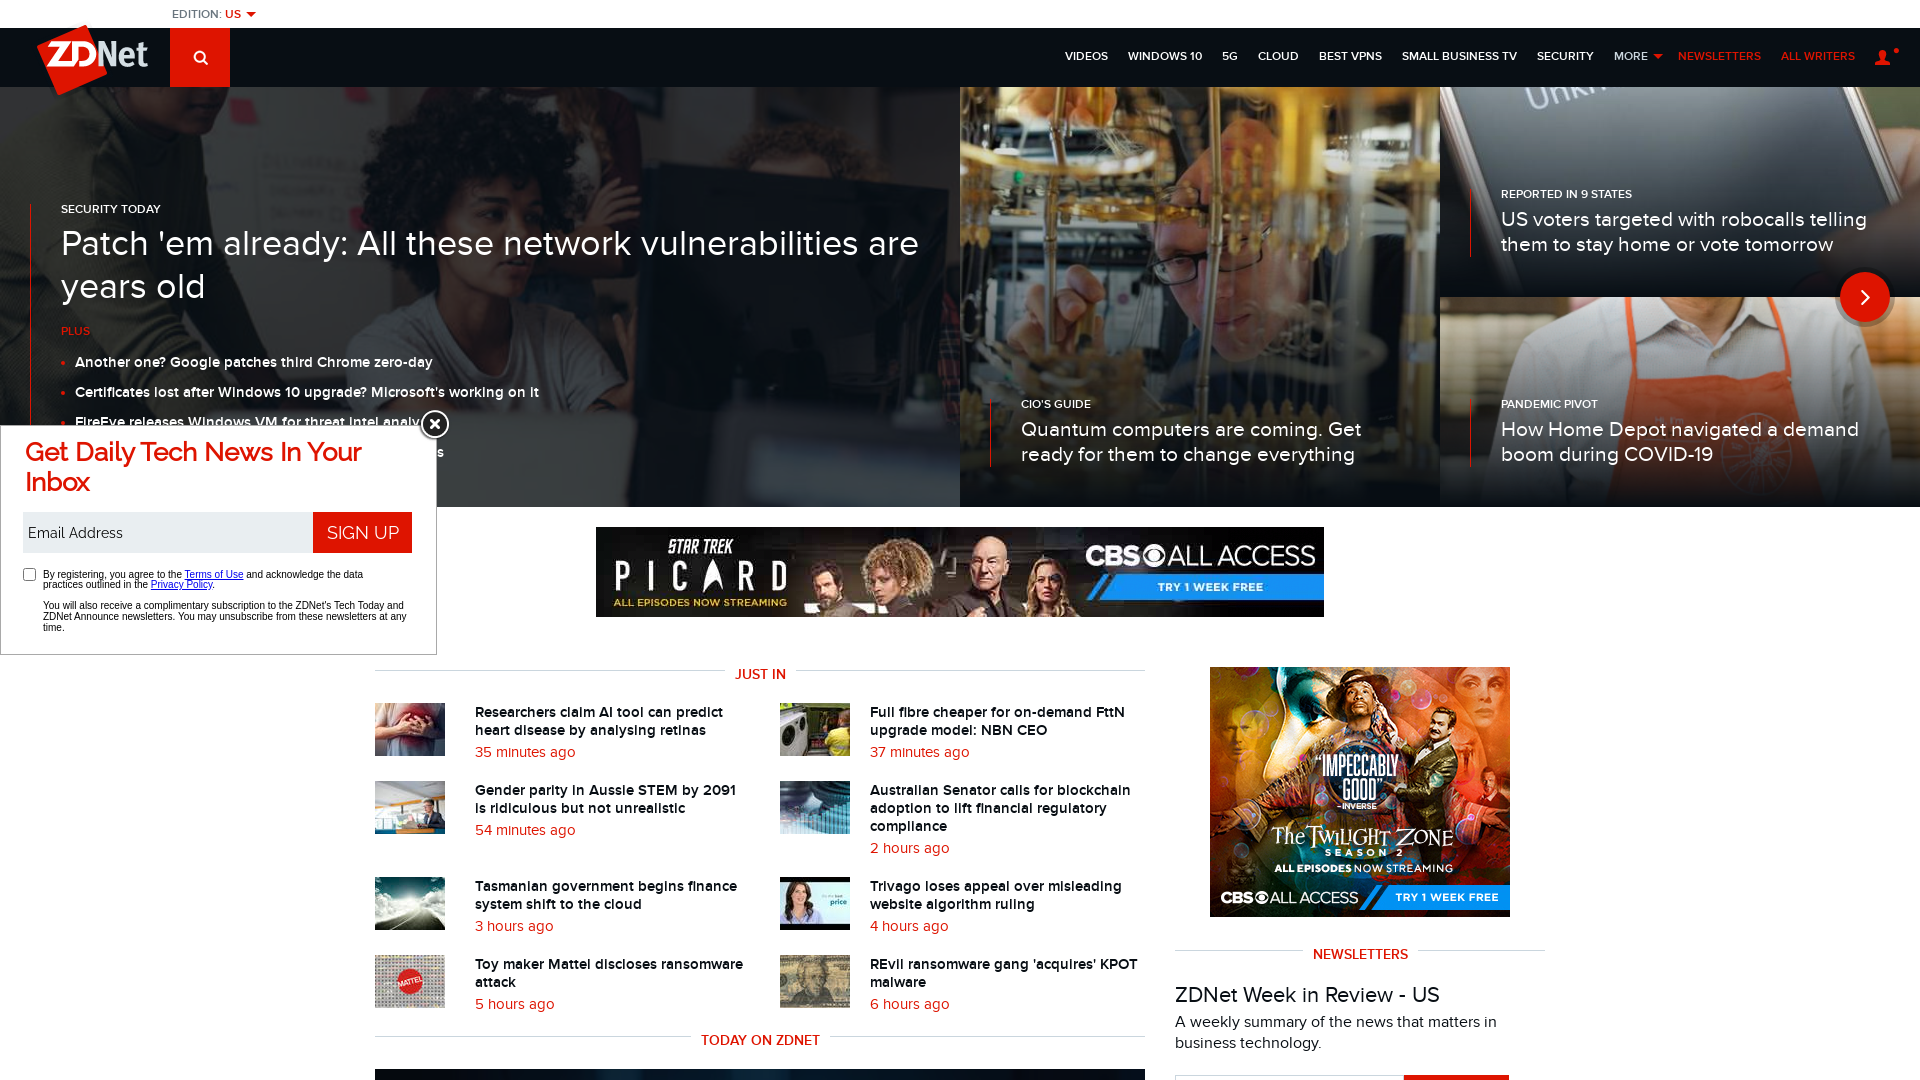 EDITION: US
ZDNet
VIDEOS
WINDOWS 10
5G
CLOUD
BEST VPNS
SMALL BUSINESS TV
SECURITY
MORE
NEWSLETTERS
ALL WRITERS
SECURITY TODAY
Patch 'em already: All these network vulnerabilities are
years old
PLUS
Another one? Google patches third Chrome zero-day
Certificates lost after Windows 10 upgrade? Microsoft's working on it
FireEye releases Windows VM for threat intel analy
s
CIO'S GUIDE
Quantum computers are coming. Get
ready for them to change everything
REPORTED IN 9 STATES
US voters targeted with robocalls telling
them to stay home or vote tomorrow
PANDEMIC PIVOT
How Home Depot navigated a demand
boom during COVID-19
Get Daily Tech News In Your
Inbox
Email Address
SIGN UP
By registering, you agree to the Terms of Use and acknowledge the data
practices outlined in the Privacy Policy.
You will also receive a complimentary subscription to the ZDNet's Tech Today and
ZDNet Announce newsletters. You may unsubscribe from these newsletters at any
time.
STAR TREK
PICARD
ALL EPISODES NOW STREAMING
CBS ALL ACCESS
TRY 1 WEEK FREE
JUST IN
Researchers claim AI tool can predict
heart disease by analysing retinas
35 minutes ago
Full fibre cheaper for on-demand FttN
upgrade model: NBN CEO
37 minutes ago
Gender parity in Aussie STEM by 2091
is ridiculous but not unrealistic
54 minutes ago
Australian Senator calls for blockchain
adoption to lift financial regulatory
compliance
2 hours ago
Tasmanian government begins finance
system shift to the cloud
3 hours ago
price
Trivago loses appeal over misleading
website algorithm ruling
4 hours ago
MATTEL
Toy maker Mattel discloses ransomware
attack
5 hours ago
REvil ransomware gang 'acquires' KPOT
malware
6 hours ago
TODAY ON ZDNET
"IMPECCABLY
GOOD"
–INVERSE
The TWILIGHT ZONE
SEASON 2
ALL EPISODES NOW STREAMING
CBS ALL ACCESS
TRY 1 WEEK FREE
NEWSLETTERS
ZDNet Week in Review - US
A weekly summary of the news that matters in
business technology.